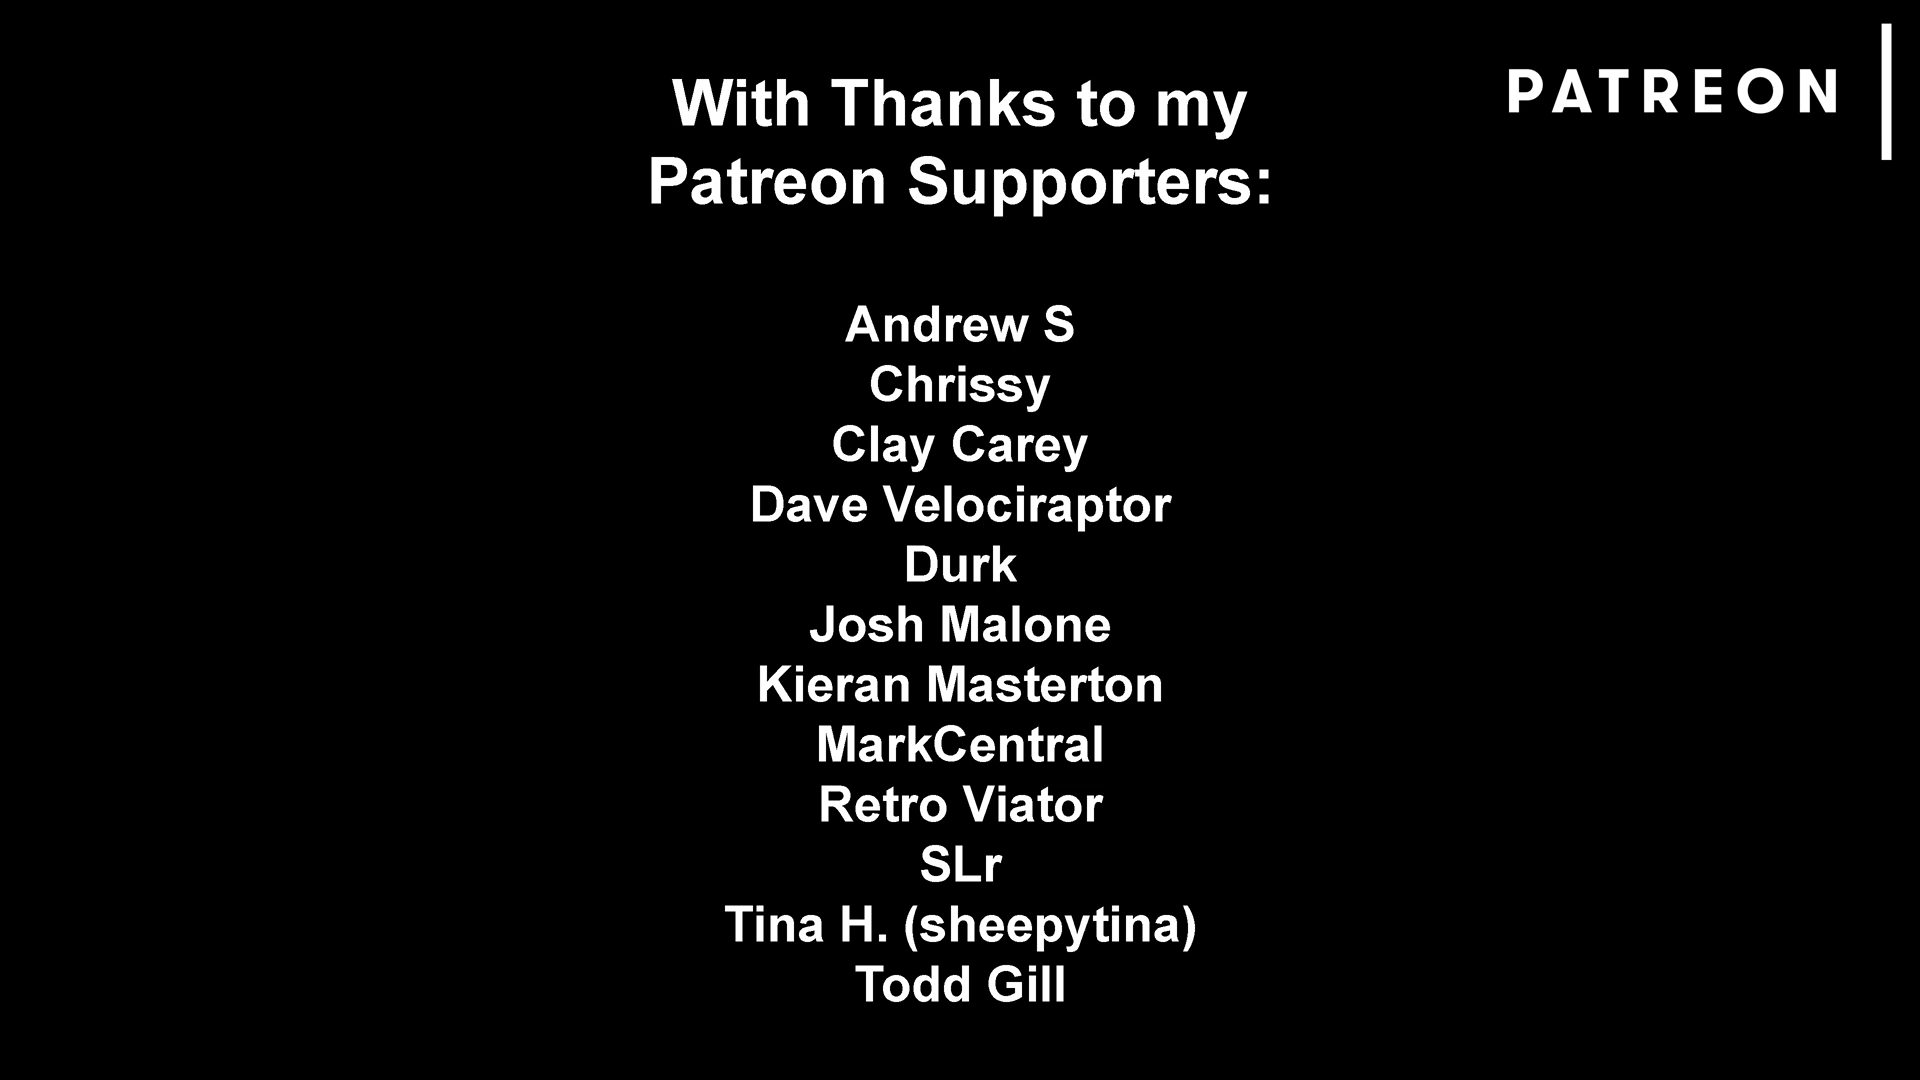 With Thanks to my
Patreon Supporters:
PATREON
Andrew S
Chrissy
Clay Carey
Dave Velociraptor
Durk
Josh Malone
Kieran Masterton
MarkCentral
Retro Viator
SLr
Tina H. (sheepytina)
Todd Gill